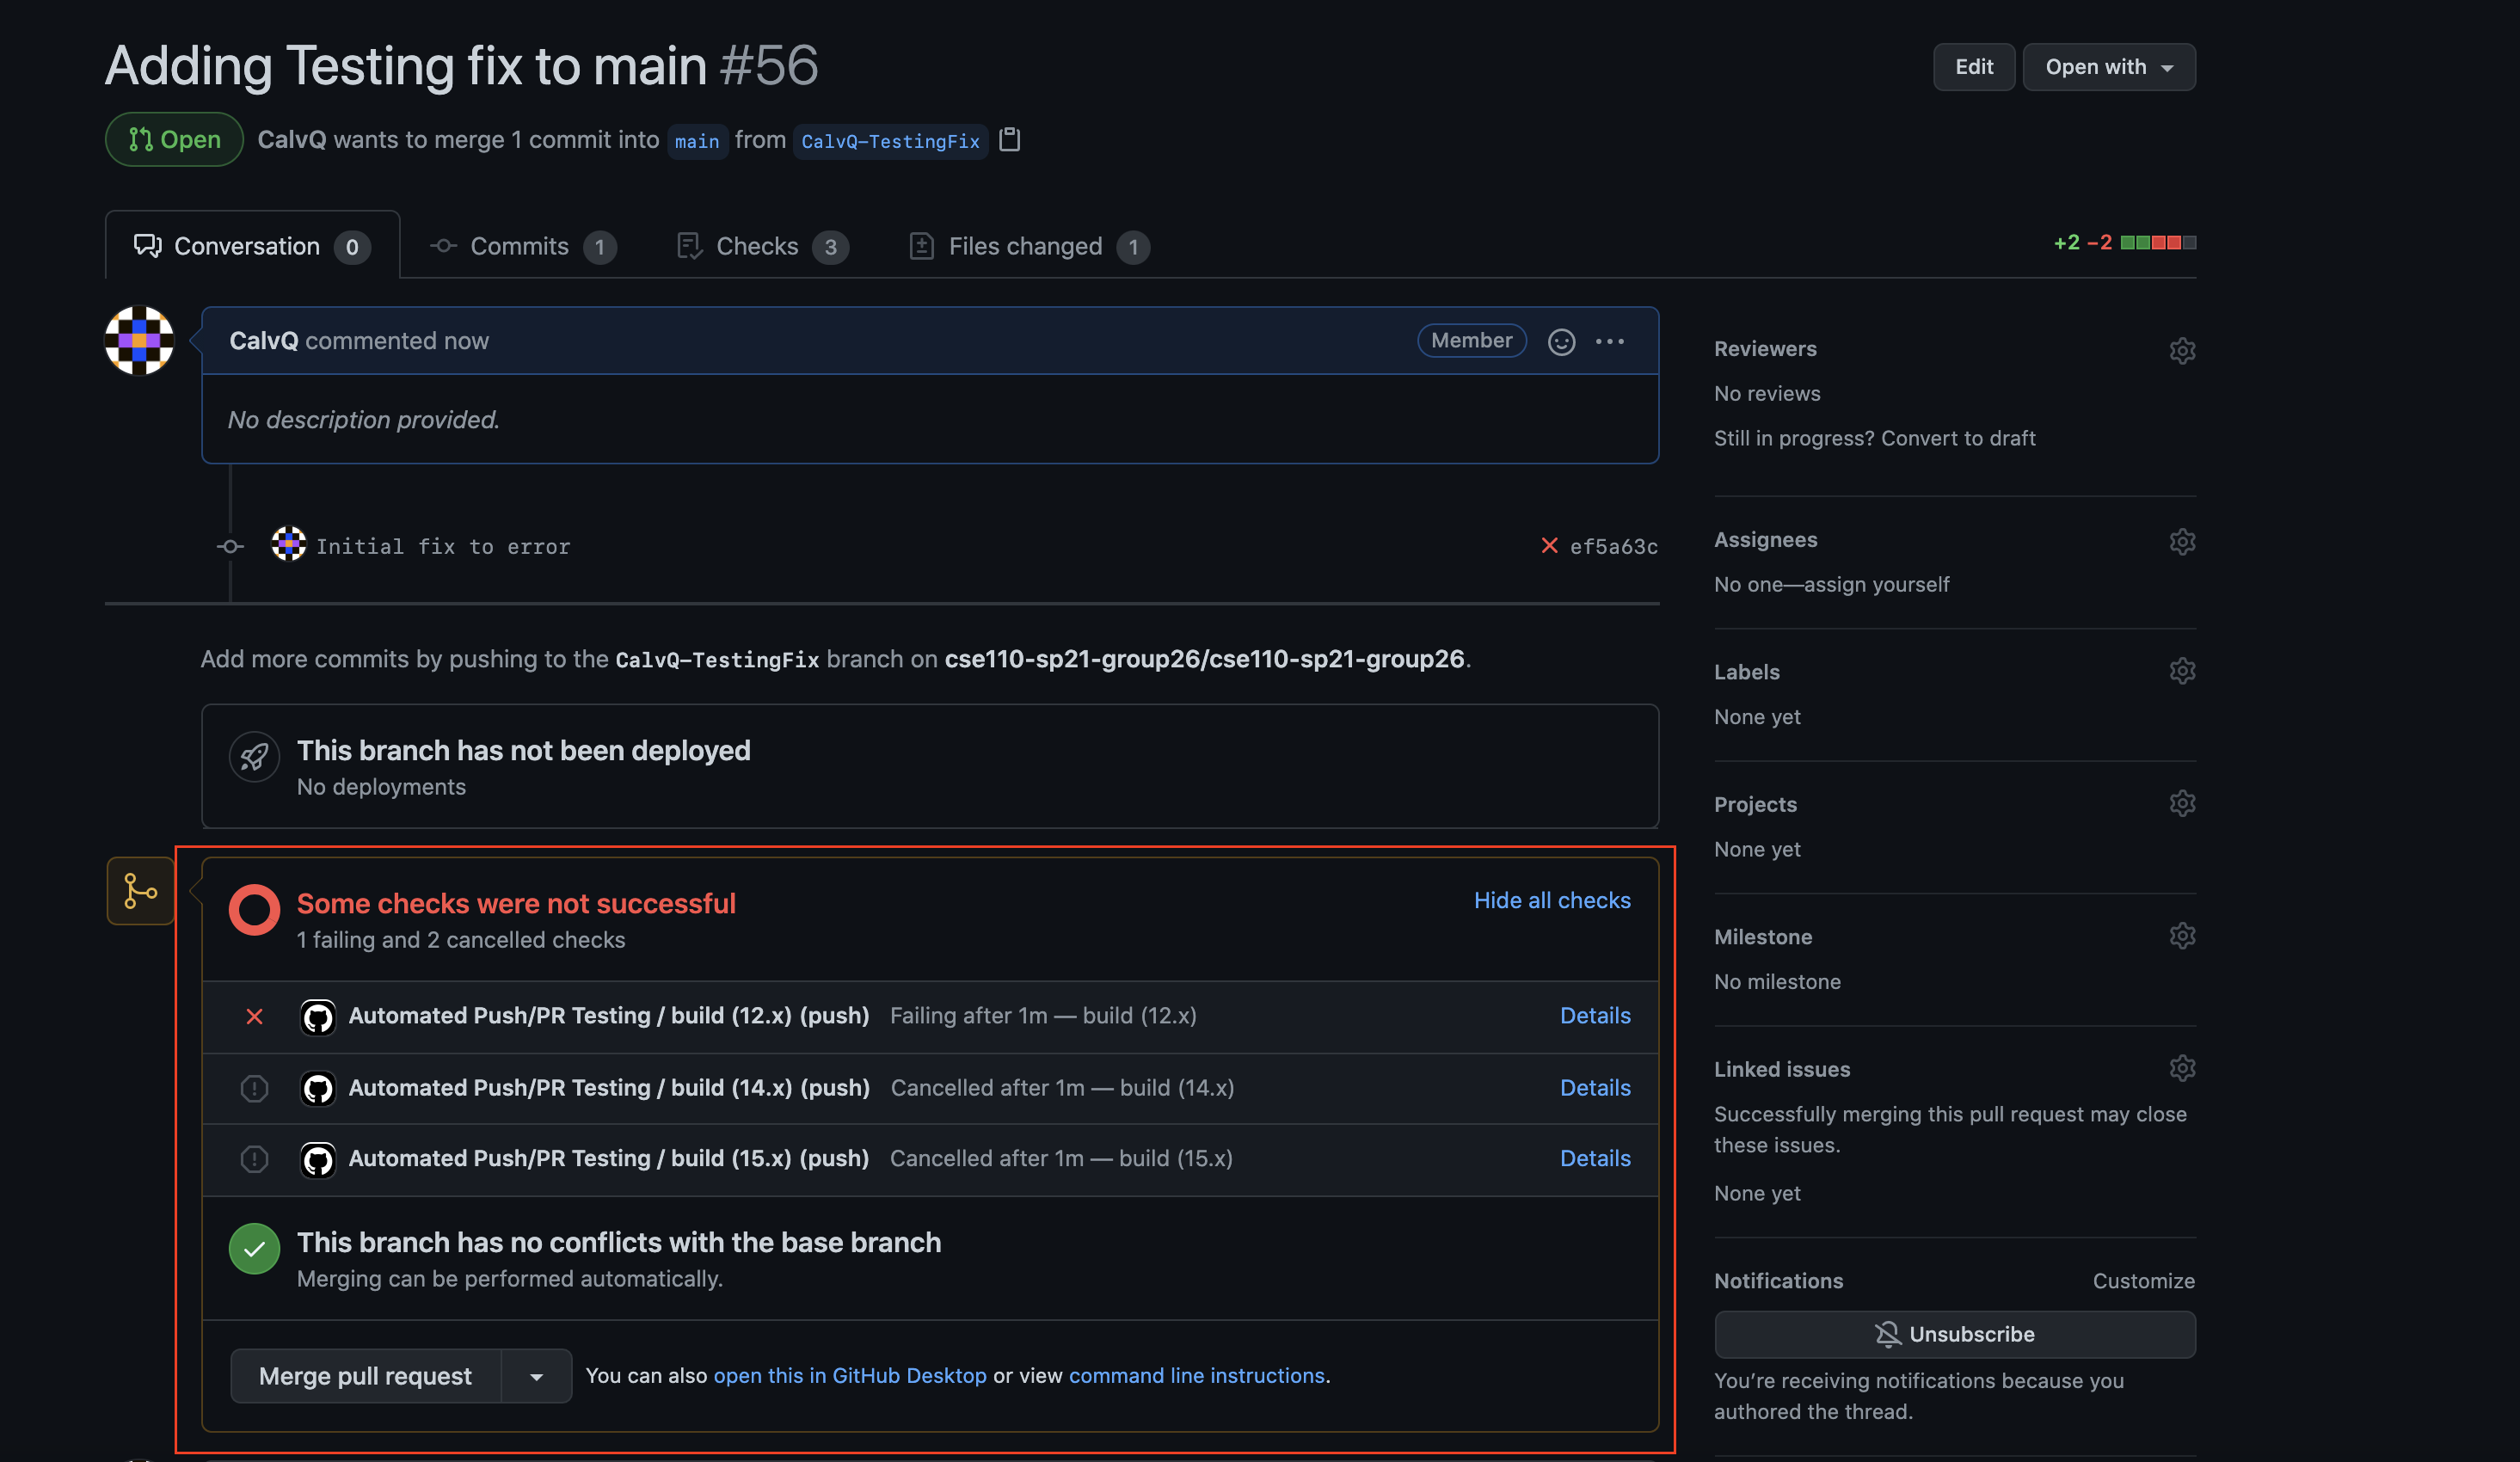 Adding Testing fix to main #56
Edit
Open with
Open
CalvQ wants to merge 1 commit into main from CalvQ-TestingFix
Conversation 0
Commits 1
Checks 3
Files changed 1
+2 −2
CalvQ commented now
Member
No description provided.
Initial fix to error
ef5a63c
Add more commits by pushing to the CalvQ-TestingFix branch on cse110-sp21-group26/cse110-sp21-group26.
This branch has not been deployed
No deployments
Some checks were not successful
Hide all checks
1 failing and 2 cancelled checks
Automated Push/PR Testing / build (12.x) (push) Failing after 1m — build (12.x)
Details
Automated Push/PR Testing / build (14.x) (push) Cancelled after 1m — build (14.x)
Details
Automated Push/PR Testing / build (15.x) (push) Cancelled after 1m — build (15.x)
Details
This branch has no conflicts with the base branch
Merging can be performed automatically.
Merge pull request
You can also open this in GitHub Desktop or view command line instructions.
Reviewers
No reviews
Still in progress? Convert to draft
Assignees
No one—assign yourself
Labels
None yet
Projects
None yet
Milestone
No milestone
Linked issues
Successfully merging this pull request may close
these issues.
None yet
Notifications
Customize
Unsubscribe
You’re receiving notifications because you
authored the thread.